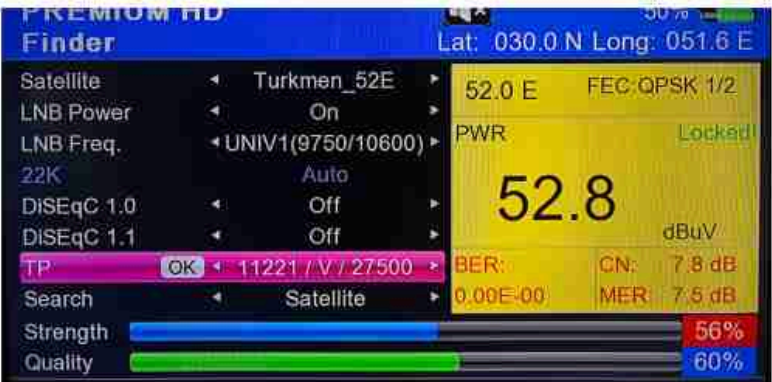 PREMIUM HD 50%
Finder Lat: 030.0 N Long: 051.6 E
Satellite Turkmen_52E
LNB Power On
LNB Freq. UNIV1(9750/10600)
22K Auto
DiSEqC 1.0 Off
DiSEqC 1.1 Off
TP OK 11221 / V / 27500
Search Satellite
52.0 E FEC:QPSK 1/2
PWR Locked!
52.8
dBuV
BER: CN: 7.8 dB
0.00E-00 MER: 7.5 dB
Strength 56%
Quality 60%